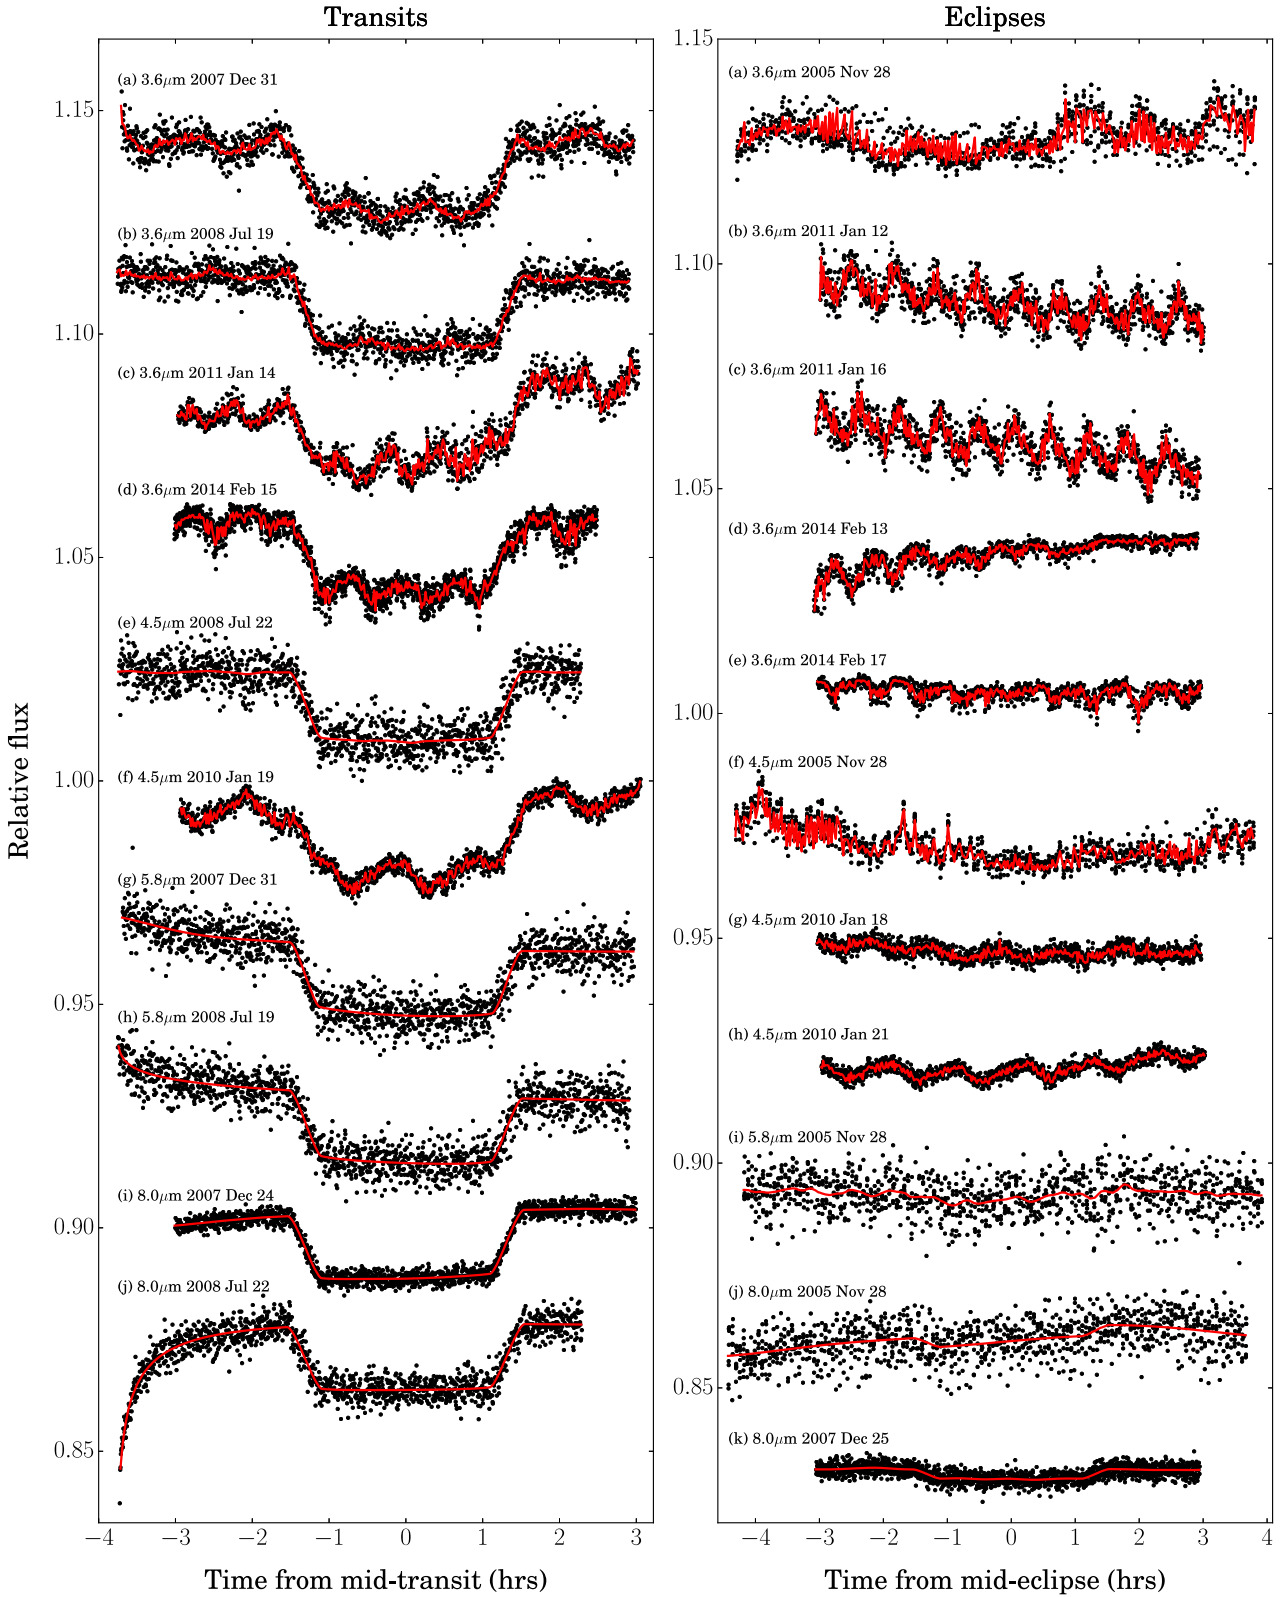 Transits
(a) 3.6μm 2007 Dec 31
(b) 3.6μm 2008 Jul 19
(c) 3.6μm 2011 Jan 14
(d) 3.6μm 2014 Feb 15
(e) 4.5μm 2008 Jul 22
(f) 4.5μm 2010 Jan 19
(g) 5.8μm 2007 Dec 31
(h) 5.8μm 2008 Jul 19
(i) 8.0μm 2007 Dec 24
(j) 8.0μm 2008 Jul 22
1.15
1.10
1.05
1.00
0.95
0.90
0.85
Relative flux
−4 −3 −2 −1 0 1 2 3
Time from mid-transit (hrs)
Eclipses
(a) 3.6μm 2005 Nov 28
(b) 3.6μm 2011 Jan 12
(c) 3.6μm 2011 Jan 16
(d) 3.6μm 2014 Feb 13
(e) 3.6μm 2014 Feb 17
(f) 4.5μm 2005 Nov 28
(g) 4.5μm 2010 Jan 18
(h) 4.5μm 2010 Jan 21
(i) 5.8μm 2005 Nov 28
(j) 8.0μm 2005 Nov 28
(k) 8.0μm 2007 Dec 25
1.15
1.10
1.05
1.00
0.95
0.90
0.85
−4 −3 −2 −1 0 1 2 3 4
Time from mid-eclipse (hrs)